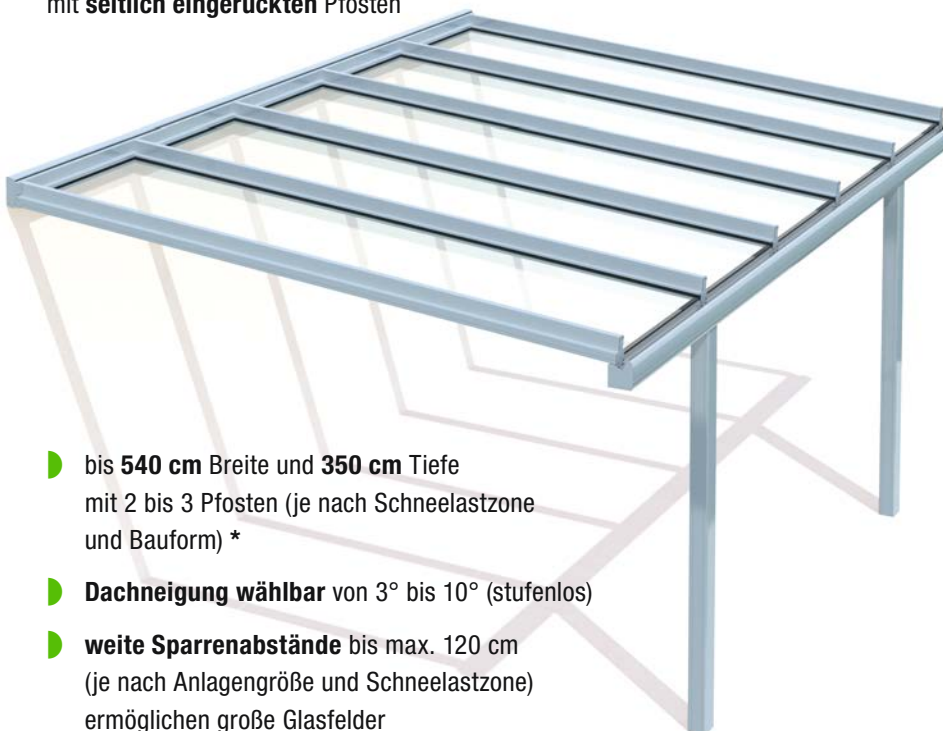 mit seitlich eingerückten Pfosten
bis 540 cm Breite und 350 cm Tiefe
mit 2 bis 3 Pfosten (je nach Schneelastzone
und Bauform) *
Dachneigung wählbar von 3° bis 10° (stufenlos)
weite Sparrenabstände bis max. 120 cm
(je nach Anlagengröße und Schneelastzone)
ermöglichen große Glasfelder